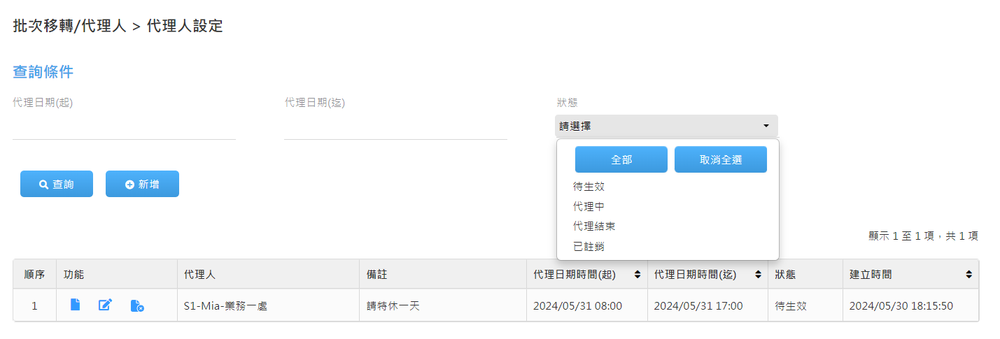 批次移轉/代理人 > 代理人設定
查詢條件
代理日期(起) 代理日期(迄) 狀態
請選擇
全部 取消全選
待生效
代理中
代理結束
已註銷
查詢 新增
顯示 1 至 1 項，共 1 項
順序 功能 代理人 備註 代理日期時間(起) 代理日期時間(迄) 狀態 建立時間
1 S1-Mia-業務一處 請特休一天 2024/05/31 08:00 2024/05/31 17:00 待生效 2024/05/30 18:15:50